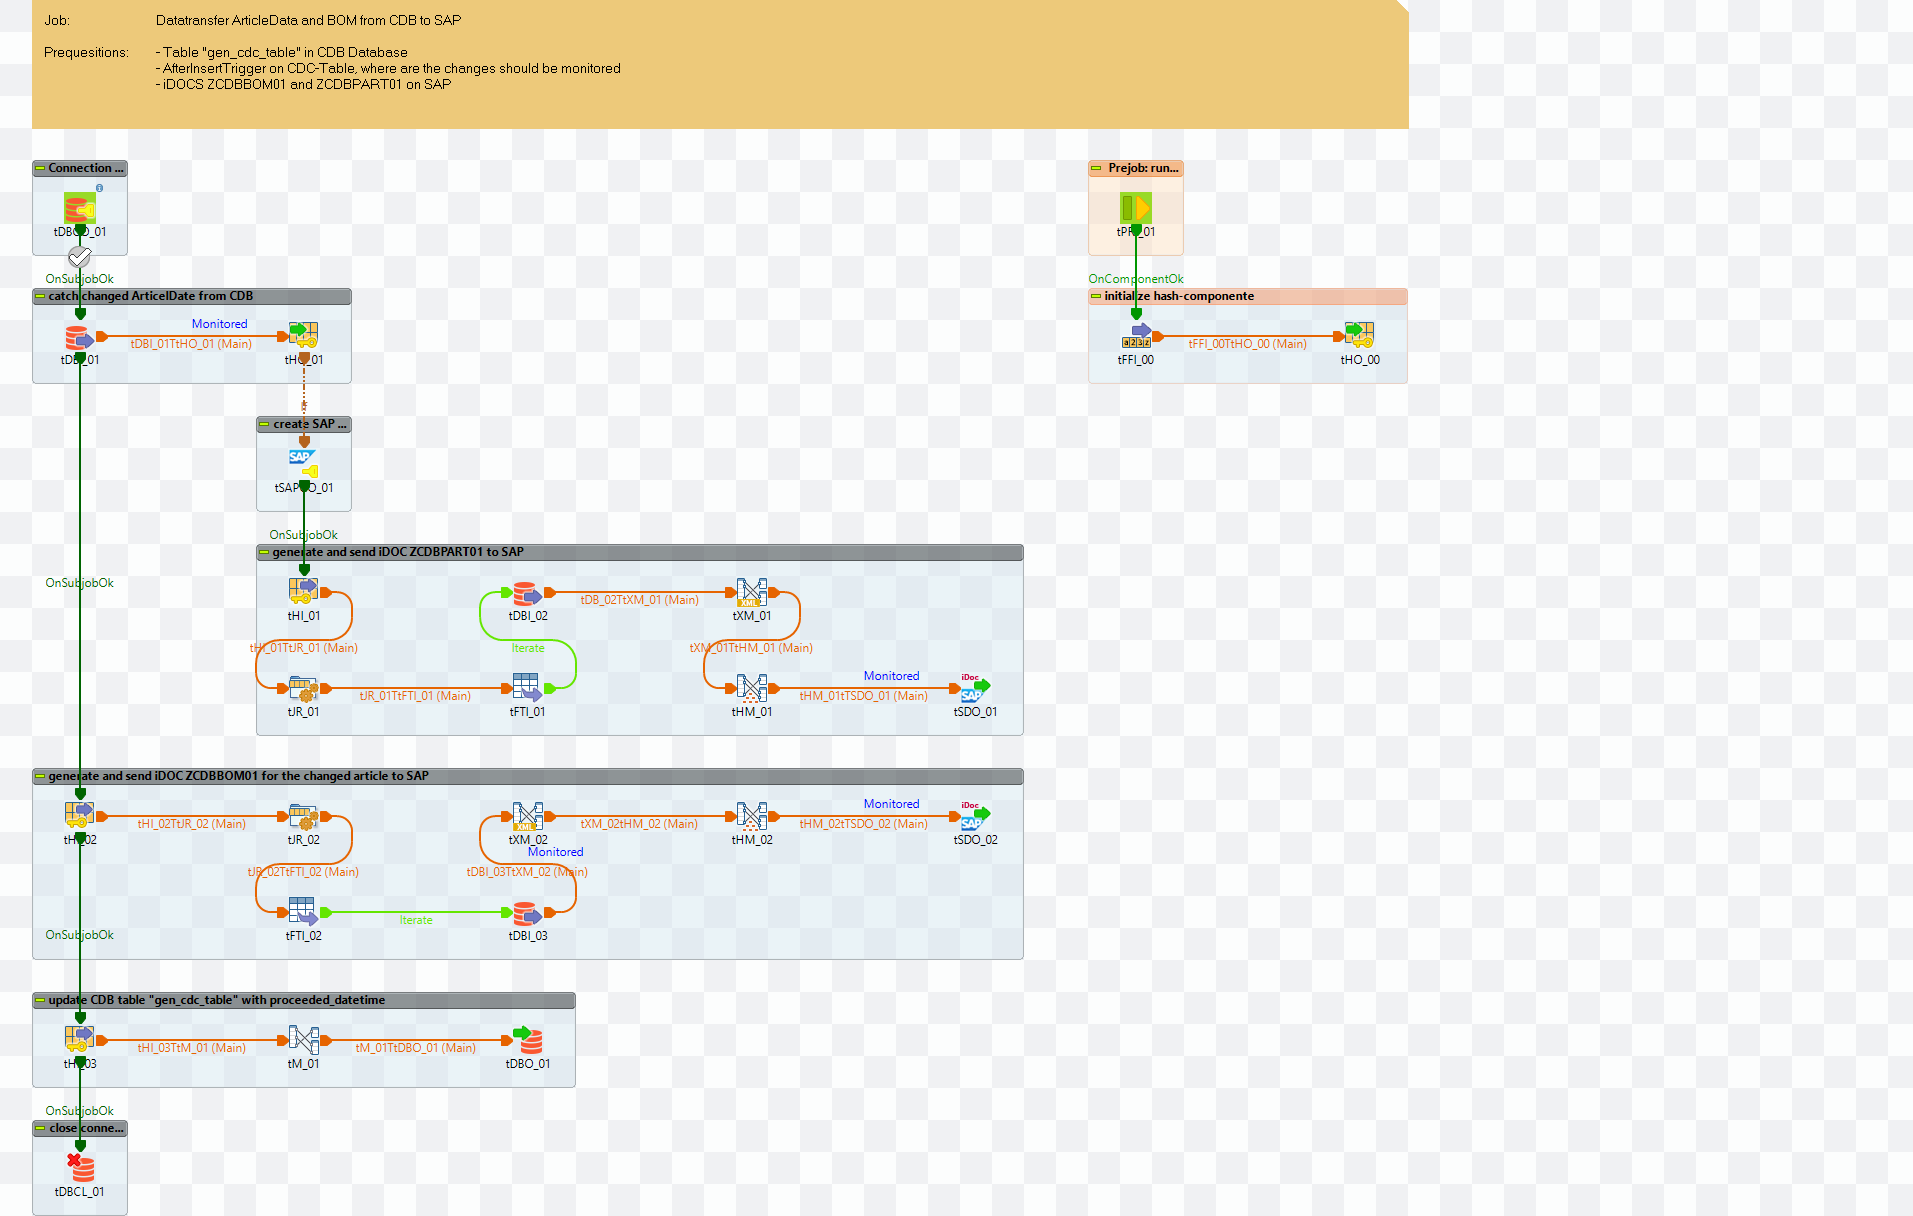 Job: Datatransfer ArticleData and BOM from CDB to SAP
Prequesitions: - Table "gen_cdc_table" in CDB Database
- AfterInsertTrigger on CDC-Table, where are the changes should be monitored
- iDOCS ZCDBBOM01 and ZCDBPART01 on SAP
Connection ...
Prejob: run...
OnSubjobOk
OnComponentOk
catch changed ArticelDate from CDB
initialize hash-componente
Monitored
tDBI_01TtHO_01 (Main)
tFFI_00TtHO_00 (Main)
tDBI_01
tHO_01
tFFI_00
tHO_00
create SAP ...
SAP
OnSubjobOk
generate and send iDOC ZCDBPART01 to SAP
OnSubjobOk
tDB_02TtXM_01 (Main)
XML
tHI_01
tDBI_02
tXM_01
tHI_01TtJR_01 (Main)
Iterate
tXM_01TtHM_01 (Main)
Monitored
iDoc
tJR_01TtFTI_01 (Main)
tHM_01tTSDO_01 (Main)
SAP
tJR_01
tFTI_01
tHM_01
tSDO_01
generate and send iDOC ZCDBBOM01 for the changed article to SAP
Monitored
iDoc
tHI_02TtJR_02 (Main)
tXM_02tHM_02 (Main)
tHM_02tTSDO_02 (Main)
XML
SAP
tHI_02
tJR_02
tXM_02
tHM_02
tSDO_02
Monitored
tJR_02TtFTI_02 (Main)
tDBI_03TtXM_02 (Main)
Iterate
tFTI_02
tDBI_03
OnSubjobOk
update CDB table "gen_cdc_table" with proceeded_datetime
tHI_03TtM_01 (Main)
tM_01TtDBO_01 (Main)
tHI_03
tM_01
tDBO_01
OnSubjobOk
close conne...
tDBCL_01